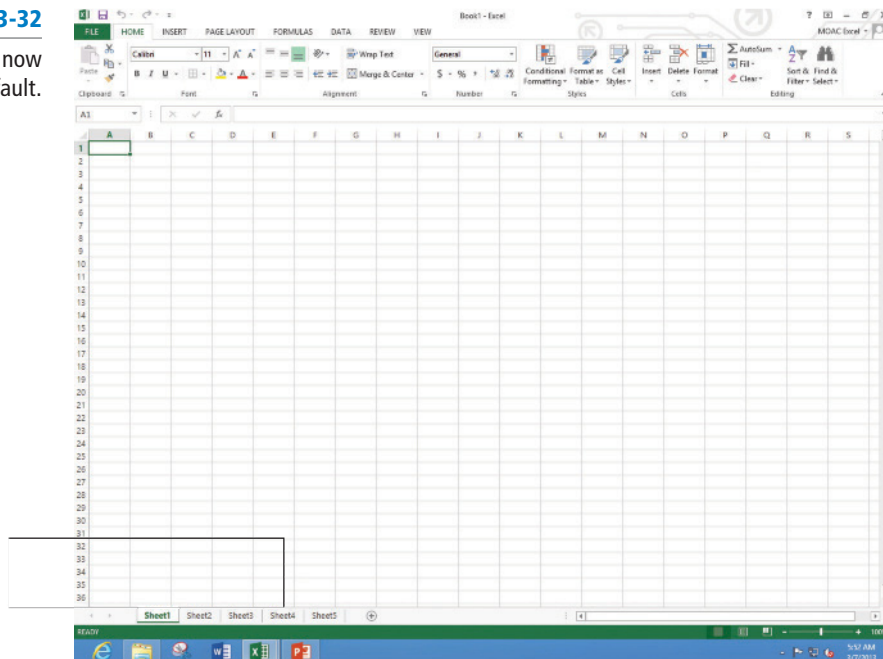 3-32
now
ault.
Book1 - Excel
FILE HOME INSERT PAGE LAYOUT FORMULAS DATA REVIEW VIEW
MOAC Excel
Paste
Calibri 11 A A
B I U A
Wrap Text
Merge & Center
General
$ % ,
Conditional Formatting
Format as Table
Cell Styles
Insert Delete Format
AutoSum
Fill
Clear
Sort & Filter
Find & Select
Clipboard Font Alignment Number Styles Cells Editing
A1 fx
A B C D E F G H I J K L M N O P Q R S
1
2
3
4
5
6
7
8
9
10
11
12
13
14
15
16
17
18
19
20
21
22
23
24
25
26
27
28
29
30
31
32
33
34
35
36
Sheet1 Sheet2 Sheet3 Sheet4 Sheet5
READY
100
5:52 AM
3/7/2013